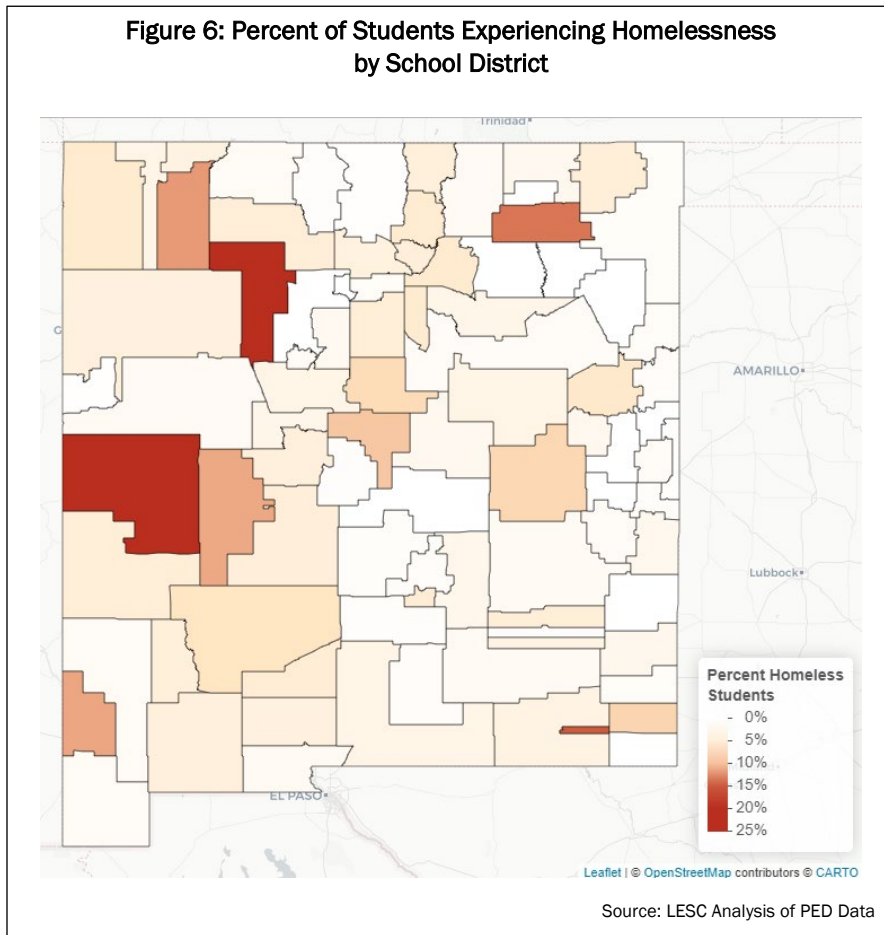 Figure 6: Percent of Students Experiencing Homelessness
by School District
Trinidad
G
AMARILLO
Lubbock
EL PASO
Percent Homeless
Students
0%
5%
10%
15%
20%
25%
Leaflet | © OpenStreetMap contributors © CARTO
Source: LESC Analysis of PED Data